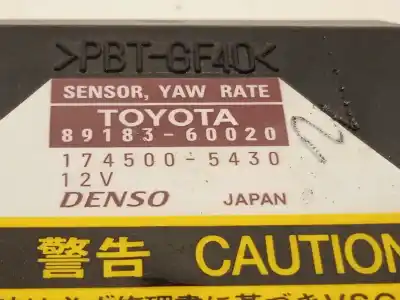 >PBT-GF40<
SENSOR, YAW RATE
TOYOTA
89183-60020
174500-5430
12V
DENSO JAPAN
警告 CAUTION